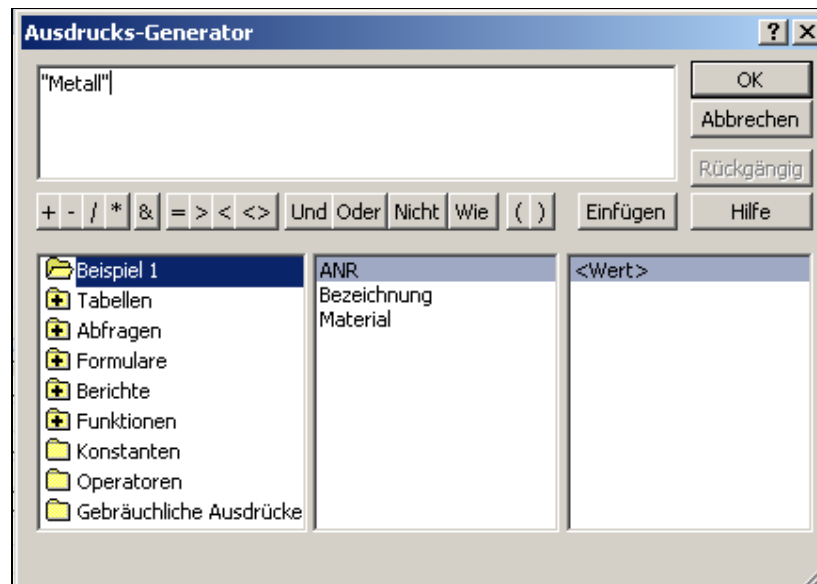 Ausdrucks-Generator
"Metall"
OK
Abbrechen
Rückgängig
+ - / * & = > < <> Und Oder Nicht Wie ( ) Einfügen Hilfe
Beispiel 1
Tabellen
Abfragen
Formulare
Berichte
Funktionen
Konstanten
Operatoren
Gebräuchliche Ausdrücke
ANR
Bezeichnung
Material
<Wert>